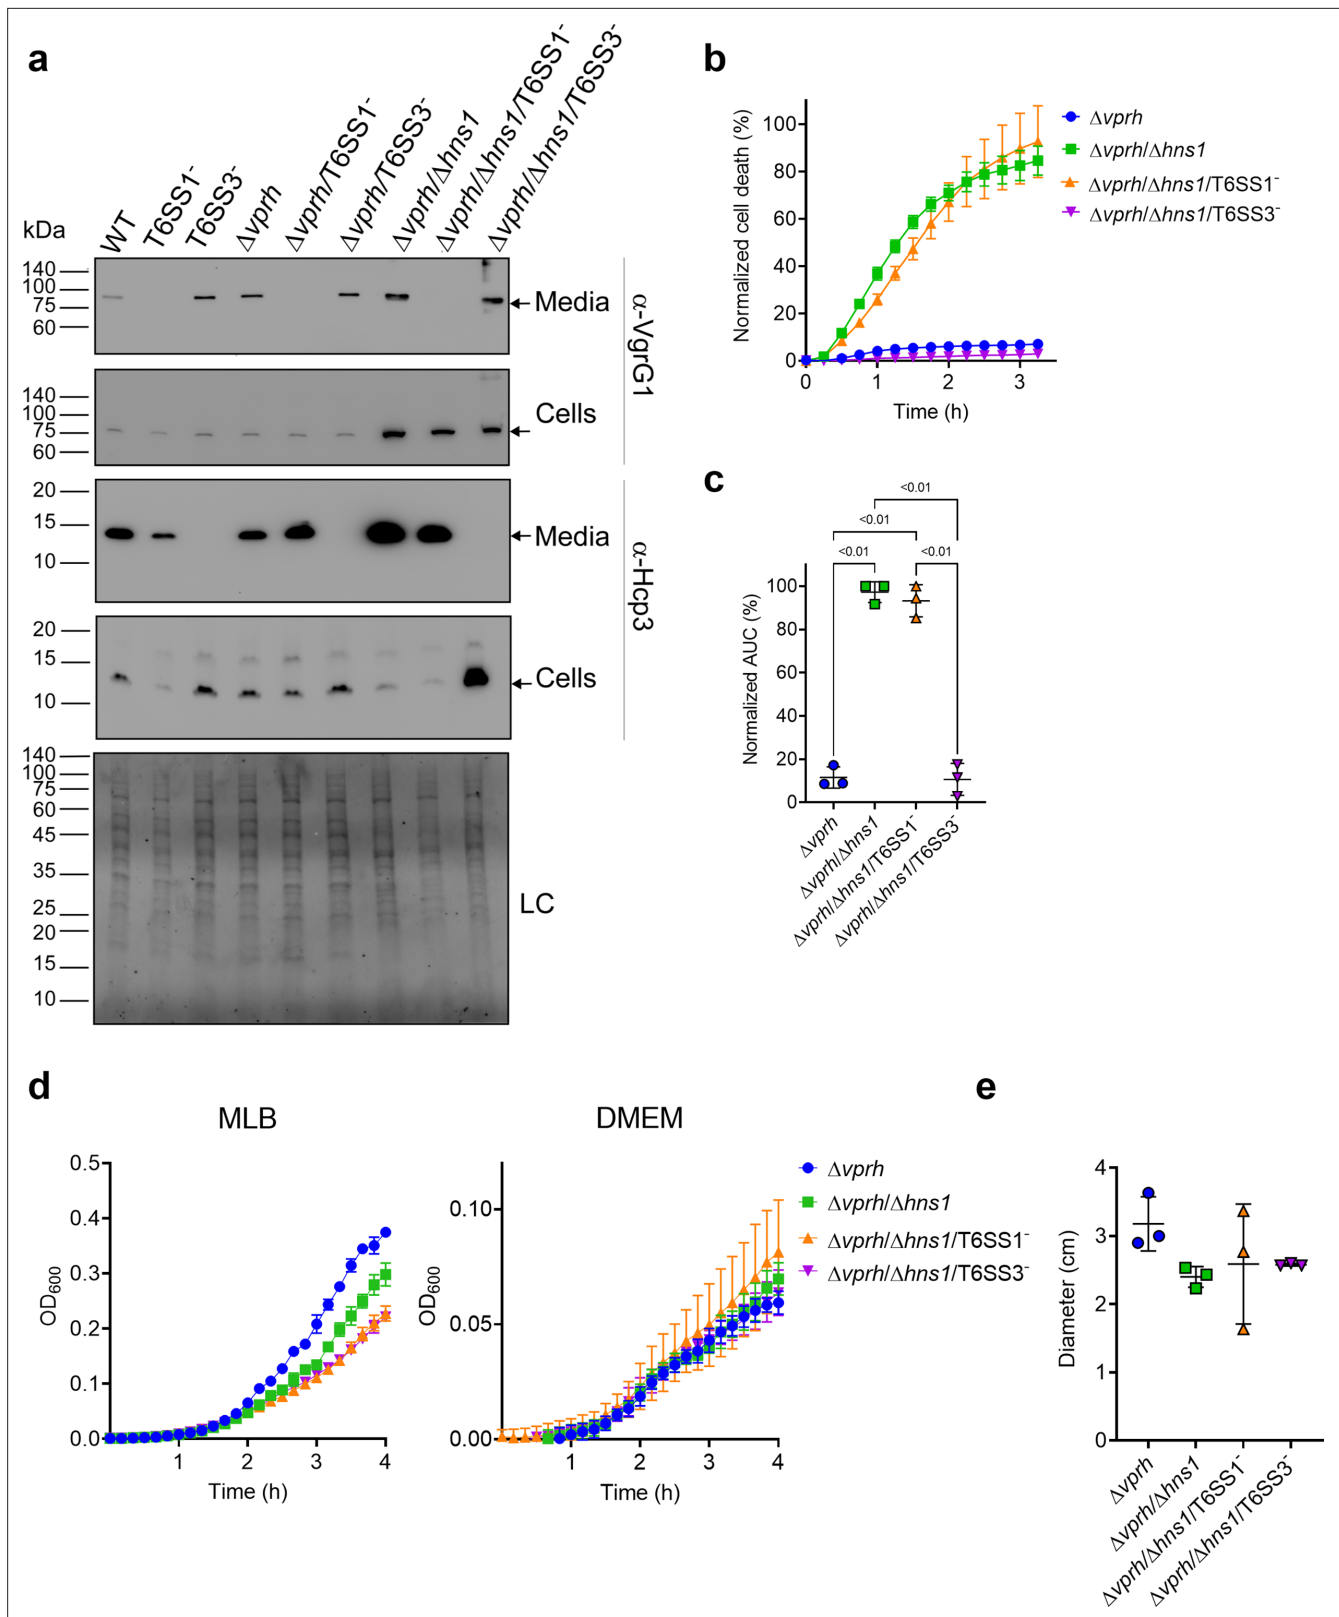 a
kDa
WT
T6SS1⁻
T6SS3⁻
Δvprh
Δvprh/T6SS1⁻
Δvprh/T6SS3⁻
Δvprh/Δhns1
Δvprh/Δhns1/T6SS1⁻
Δvprh/Δhns1/T6SS3⁻
140
100
75
60
Media
140
100
75
60
Cells
α-VgrG1
20
15
10
Media
20
15
10
Cells
α-Hcp3
140
100
75
60
45
35
25
20
15
10
LC
b
Normalized cell death (%)
100
80
60
40
20
0
0 1 2 3
Time (h)
Δvprh
Δvprh/Δhns1
Δvprh/Δhns1/T6SS1⁻
Δvprh/Δhns1/T6SS3⁻
c
<0.01
<0.01
<0.01 <0.01
Normalized AUC (%)
100
80
60
40
20
0
Δvprh
Δvprh/Δhns1
Δvprh/Δhns1/T6SS1⁻
Δvprh/Δhns1/T6SS3⁻
d
MLB
OD₆₀₀
0.5
0.4
0.3
0.2
0.1
0.0
1 2 3 4
Time (h)
DMEM
OD₆₀₀
0.10
0.05
0.00
1 2 3 4
Time (h)
Δvprh
Δvprh/Δhns1
Δvprh/Δhns1/T6SS1⁻
Δvprh/Δhns1/T6SS3⁻
e
Diameter (cm)
4
3
2
1
0
Δvprh
Δvprh/Δhns1
Δvprh/Δhns1/T6SS1⁻
Δvprh/Δhns1/T6SS3⁻